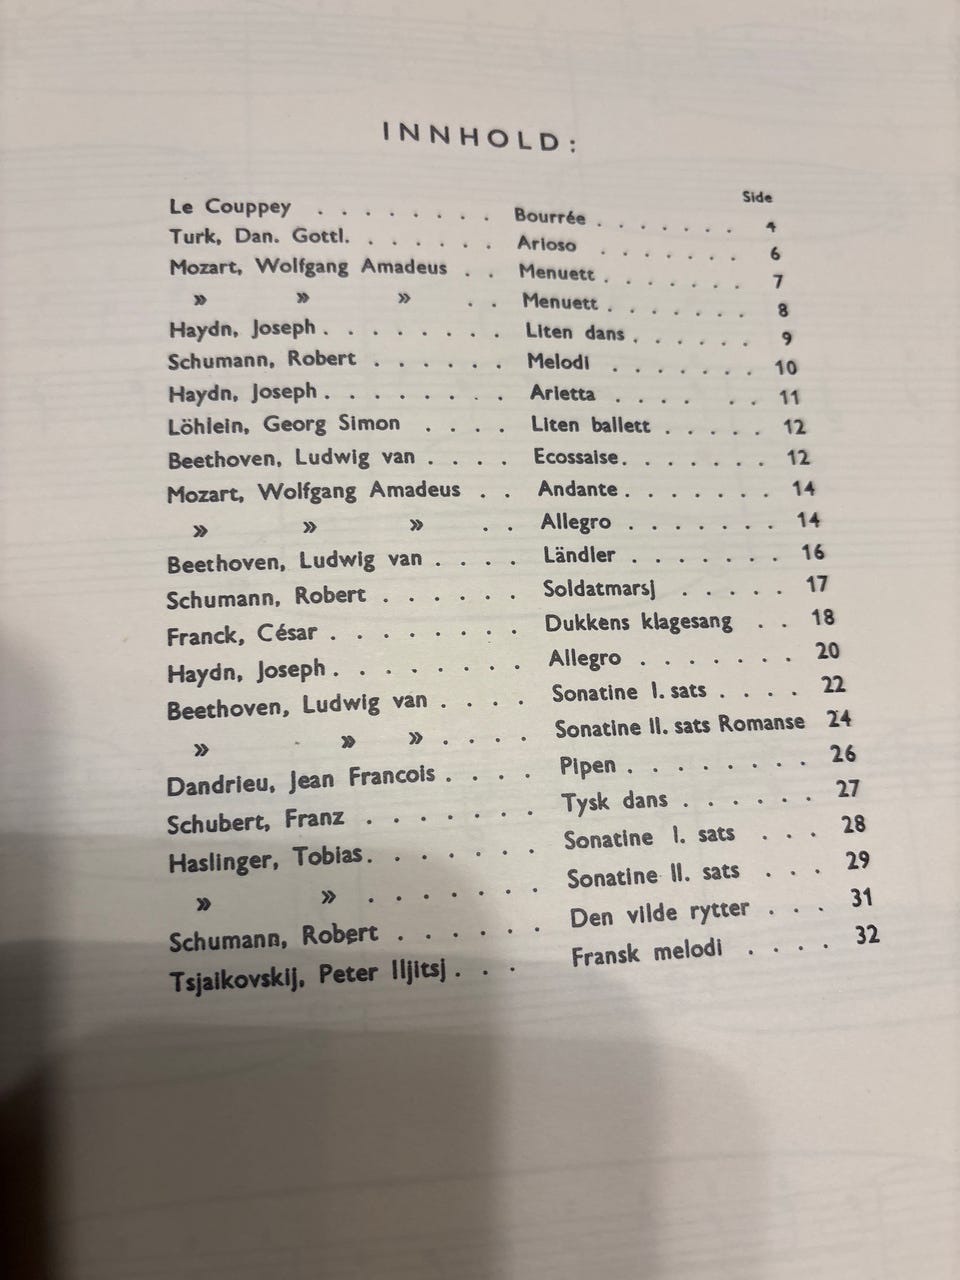 INNHOLD:
Side
Le Couppey . . . . . . . . Bourrée . . . . . . . 4
Turk, Dan. Gottl. . . . . . . Arioso . . . . . . . 6
Mozart, Wolfgang Amadeus . . Menuett . . . . . . . 7
» » » . . Menuett . . . . . . . 8
Haydn, Joseph . . . . . . . . Liten dans . . . . . . 9
Schumann, Robert . . . . . . Melodi . . . . . . . 10
Haydn, Joseph . . . . . . . . Arietta . . . . . . 11
Löhlein, Georg Simon . . . . Liten ballett . . . . . 12
Beethoven, Ludwig van . . . . Ecossaise . . . . . . . 12
Mozart, Wolfgang Amadeus . . Andante . . . . . . . 14
» » » . . Allegro . . . . . . . 14
Beethoven, Ludwig van . . . . Ländler . . . . . . . 16
Schumann, Robert . . . . . . Soldatmarsj . . . . . 17
Franck, César . . . . . . . . Dukkens klagesang . . 18
Haydn, Joseph . . . . . . . . Allegro . . . . . . . 20
Beethoven, Ludwig van . . . . Sonatine I. sats . . . . 22
» » » . . . . Sonatine II. sats Romanse 24
Dandrieu, Jean Francois . . . . Pipen . . . . . . . . 26
Schubert, Franz . . . . . . . Tysk dans . . . . . . 27
Haslinger, Tobias . . . . . . . Sonatine I. sats . . . 28
» » . . . . . . . Sonatine II. sats . . . 29
Schumann, Robert . . . . . . Den vilde rytter . . . 31
Tsjaikovskij, Peter Iljitsj . . . Fransk melodi . . . . 32